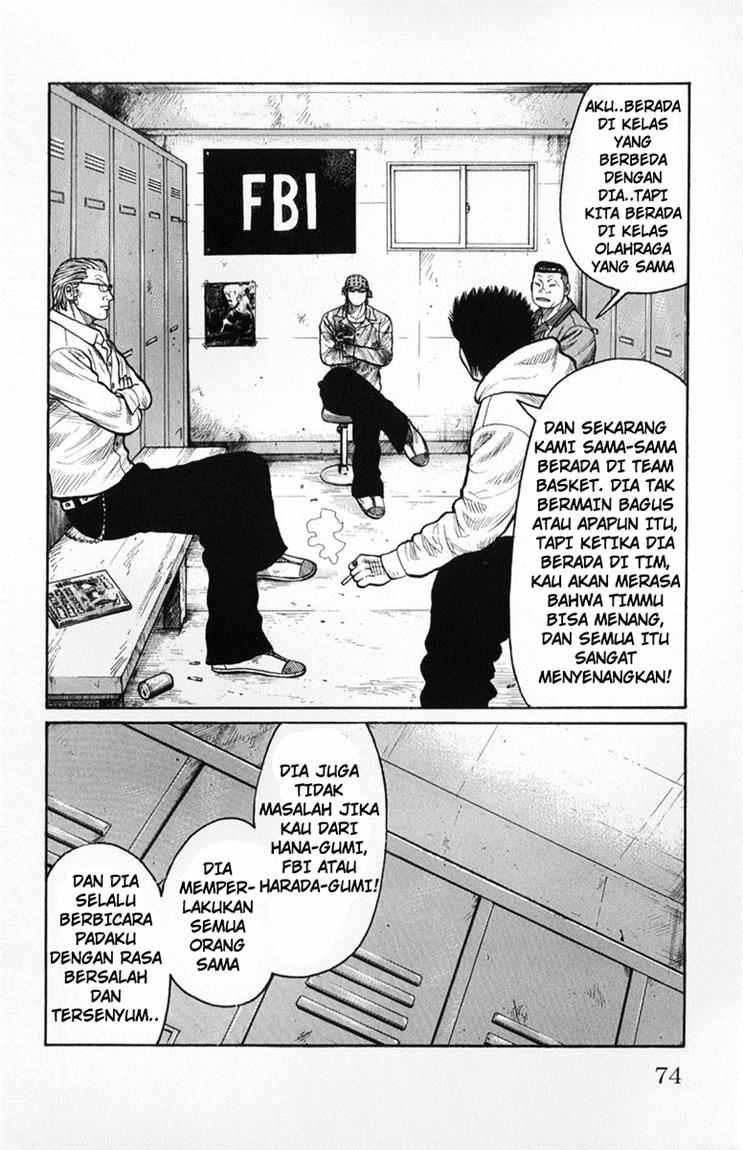 AKU..BERADA
DI KELAS
YANG
BERBEDA
DENGAN
DIA..TAPI
KITA BERADA
DI KELAS
OLAHRAGA
YANG SAMA
FBI
DAN SEKARANG
KAMI SAMA-SAMA
BERADA DI TEAM
BASKET. DIA TAK
BERMAIN BAGUS
ATAU APAPUN ITU,
TAPI KETIKA DIA
BERADA DI TIM,
KAU AKAN MERASA
BAHWA TIMMU
BISA MENANG,
DAN SEMUA ITU
SANGAT
MENYENANGKAN!
DIA JUGA
TIDAK
MASALAH JIKA
KAU DARI
HANA-GUMI,
FBI ATAU
HARADA-GUMI!
DIA
MEMPER-
LAKUKAN
SEMUA
ORANG
SAMA
DAN DIA
SELALU
BERBICARA
PADAKU
DENGAN RASA
BERSALAH
DAN
TERSENYUM..
74